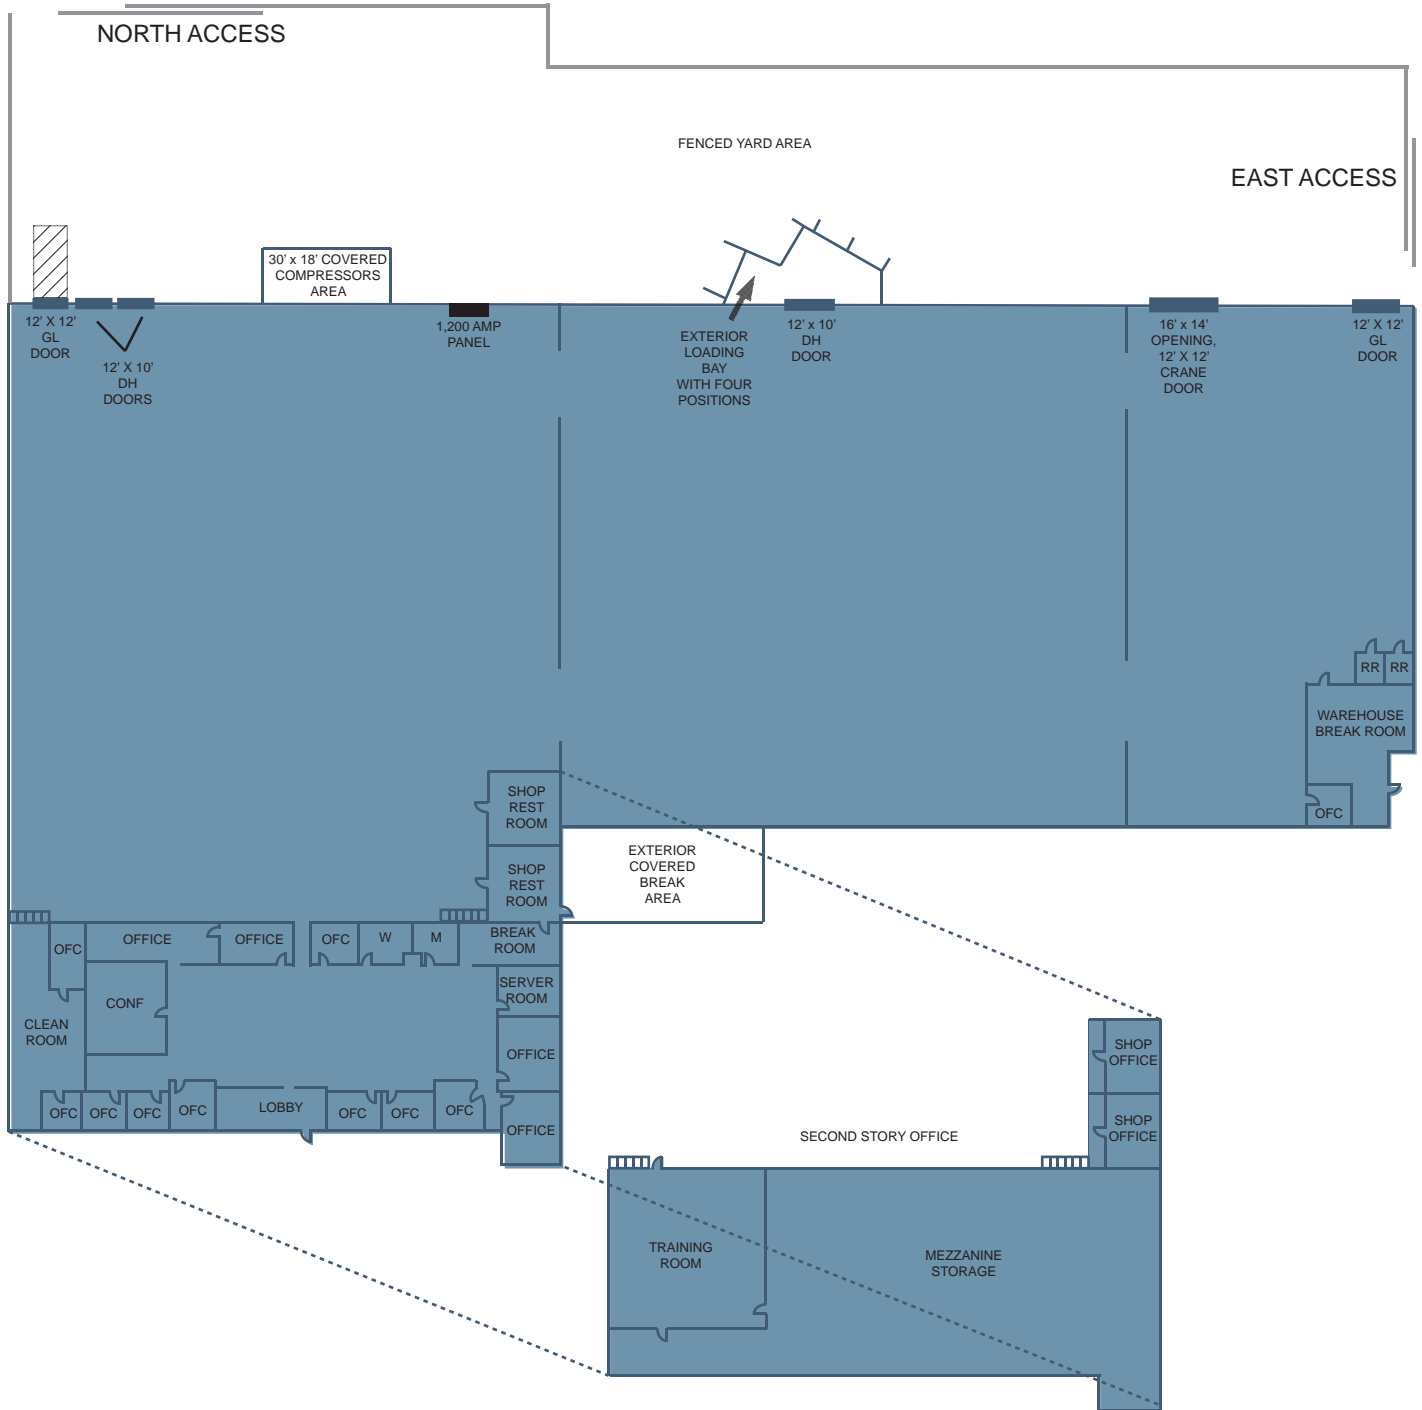 NORTH ACCESS
FENCED YARD AREA
EAST ACCESS
30' x 18' COVERED
COMPRESSORS
AREA
12' X 12'
GL
DOOR
12' X 10'
DH
DOORS
1,200 AMP
PANEL
EXTERIOR
LOADING
BAY
WITH FOUR
POSITIONS
12' x 10'
DH
DOOR
16' x 14'
OPENING,
12' X 12'
CRANE
DOOR
12' X 12'
GL
DOOR
RR
RR
WAREHOUSE
BREAK ROOM
OFC
SHOP
REST
ROOM
SHOP
REST
ROOM
EXTERIOR
COVERED
BREAK
AREA
OFC
OFFICE
OFFICE
OFC
W
M
BREAK
ROOM
CONF
SERVER
ROOM
CLEAN
ROOM
OFFICE
OFC
OFC
OFC
OFC
LOBBY
OFC
OFC
OFC
OFFICE
SHOP
OFFICE
SHOP
OFFICE
SECOND STORY OFFICE
TRAINING
ROOM
MEZZANINE
STORAGE